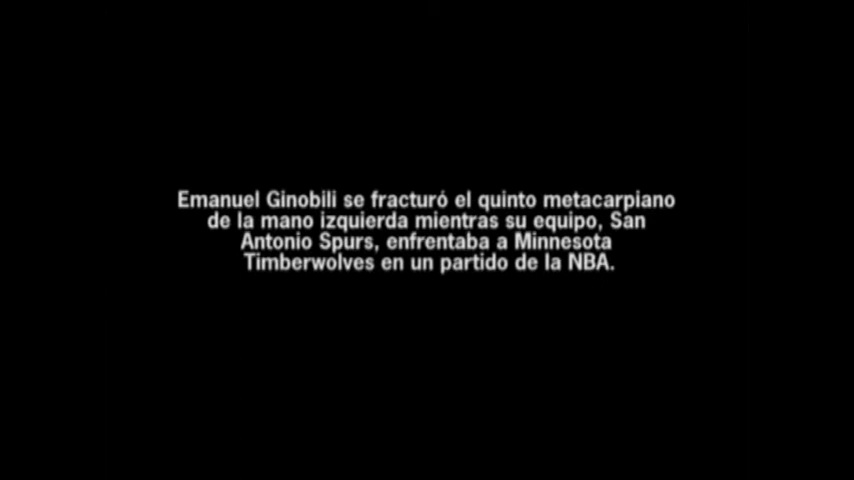 Emanuel Ginobili se fracturó el quinto metacarpiano
de la mano izquierda mientras su equipo, San
Antonio Spurs, enfrentaba a Minnesota
Timberwolves en un partido de la NBA.